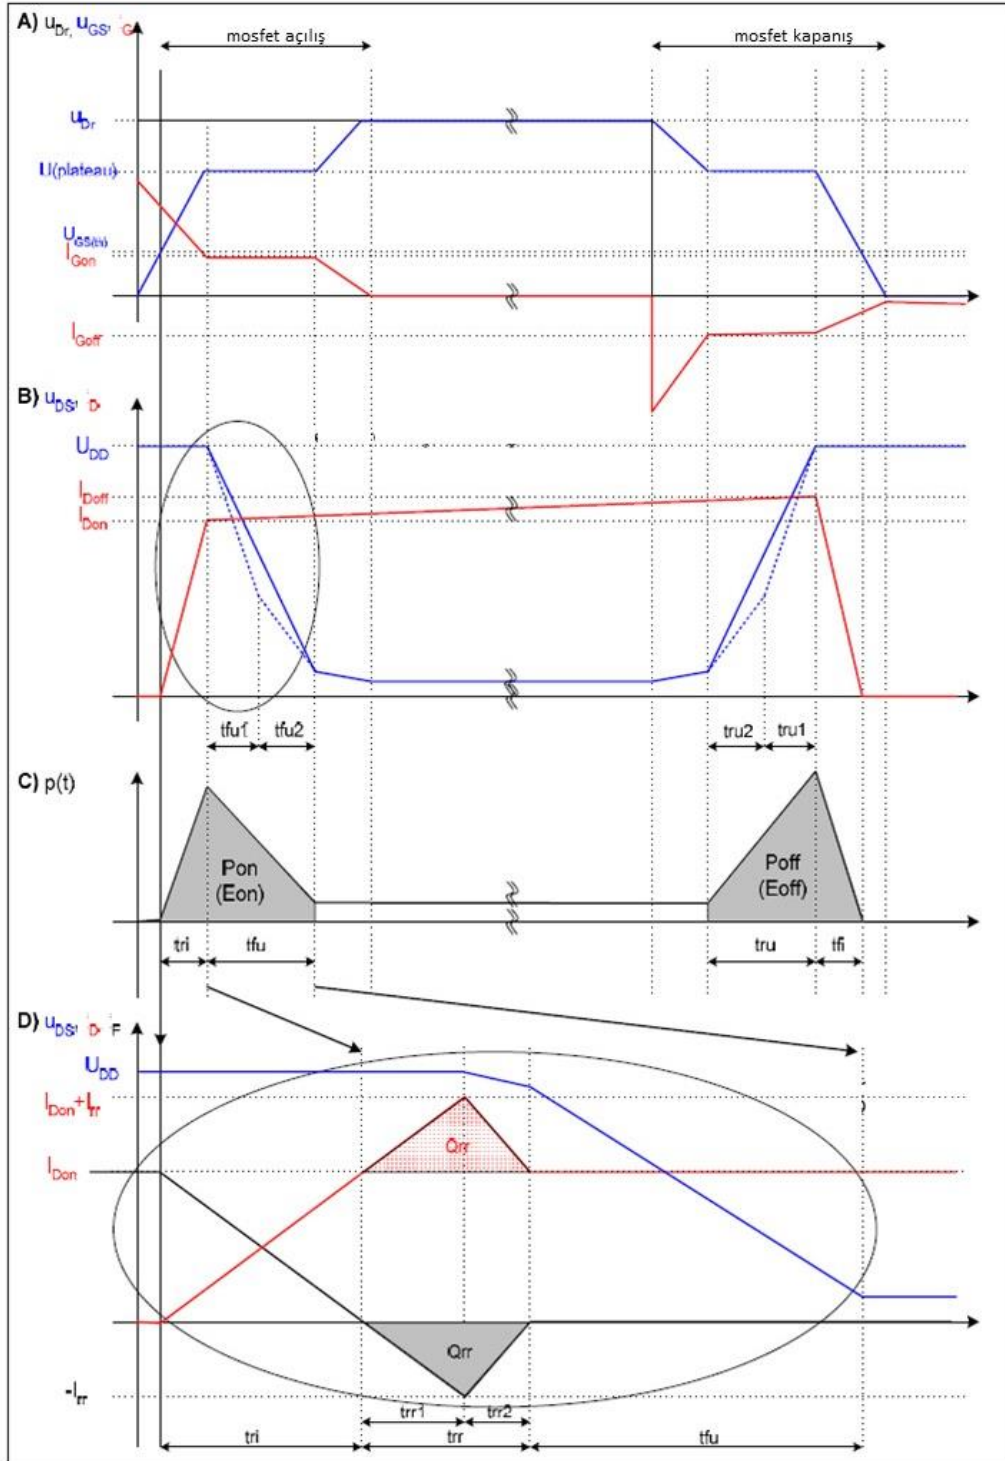 A) uDr, uGS, iG
mosfet açılış
mosfet kapanış
uDr
U(plateau)
UGS(th)
IGon
IGoff
B) uDS, iD
UDD
IDoff
IDon
tfu1
tfu2
tru2
tru1
C) p(t)
Pon
(Eon)
Poff
(Eoff)
tri
tfu
tru
tfi
D) uDS, iD, F
UDD
IDon+Irr
Qrr
IDon
Qrr
-Irr
trr1
trr2
tri
trr
tfu